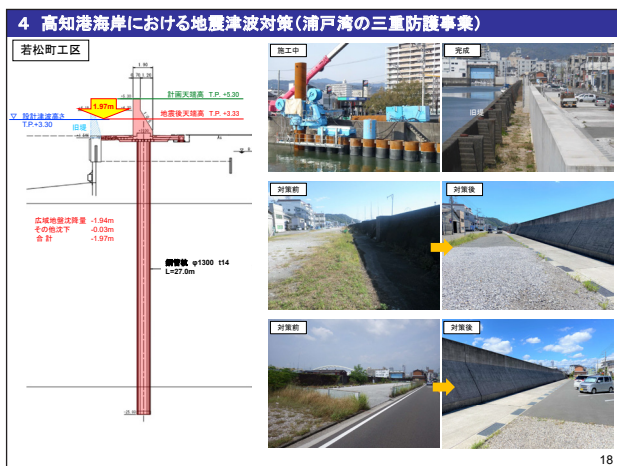 4 高知港海岸における地震津波対策(浦戸湾の三重防護事業)
若松町工区
計画天端高 T.P. +5.30
1.97m
地震後天端高 T.P. +3.33
▽ 設計津波高さ
T.P.+3.30
旧堤
広域地盤沈降量 -1.94m
その他沈下 -0.03m
合 計 -1.97m
鋼管杭 φ1300 t14
L=27.0m
施工中
完成
対策前
対策後
対策前
対策後
18